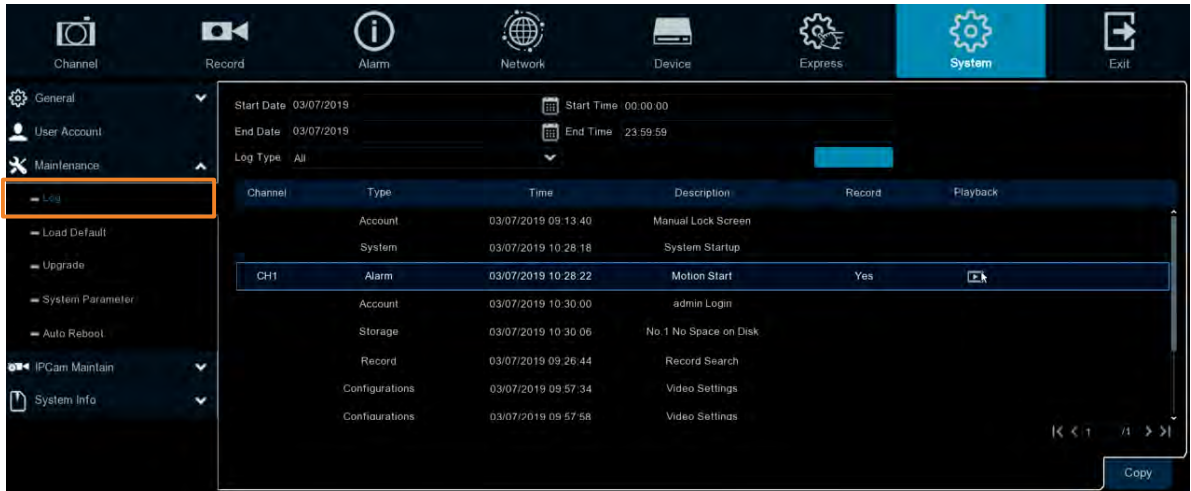 Channel Record Alarm Network Device Express System Exit
General
User Account
Maintenance
Log
Load Default
Upgrade
System Parameter
Auto Reboot
IPCam Maintain
System Info
Start Date 03/07/2019 Start Time 00:00:00
End Date 03/07/2019 End Time 23:59:59
Log Type All
Channel Type Time Description Record Playback
Account 03/07/2019 09:13:40 Manual Lock Screen
System 03/07/2019 10:28:18 System Startup
CH1 Alarm 03/07/2019 10:28:22 Motion Start Yes
Account 03/07/2019 10:30:00 admin Login
Storage 03/07/2019 10:30:06 No.1 No Space on Disk
Record 03/07/2019 09:26:44 Record Search
Configurations 03/07/2019 09:57:34 Video Settings
Configurations 03/07/2019 09:57:58 Video Settings
1 /1
Copy